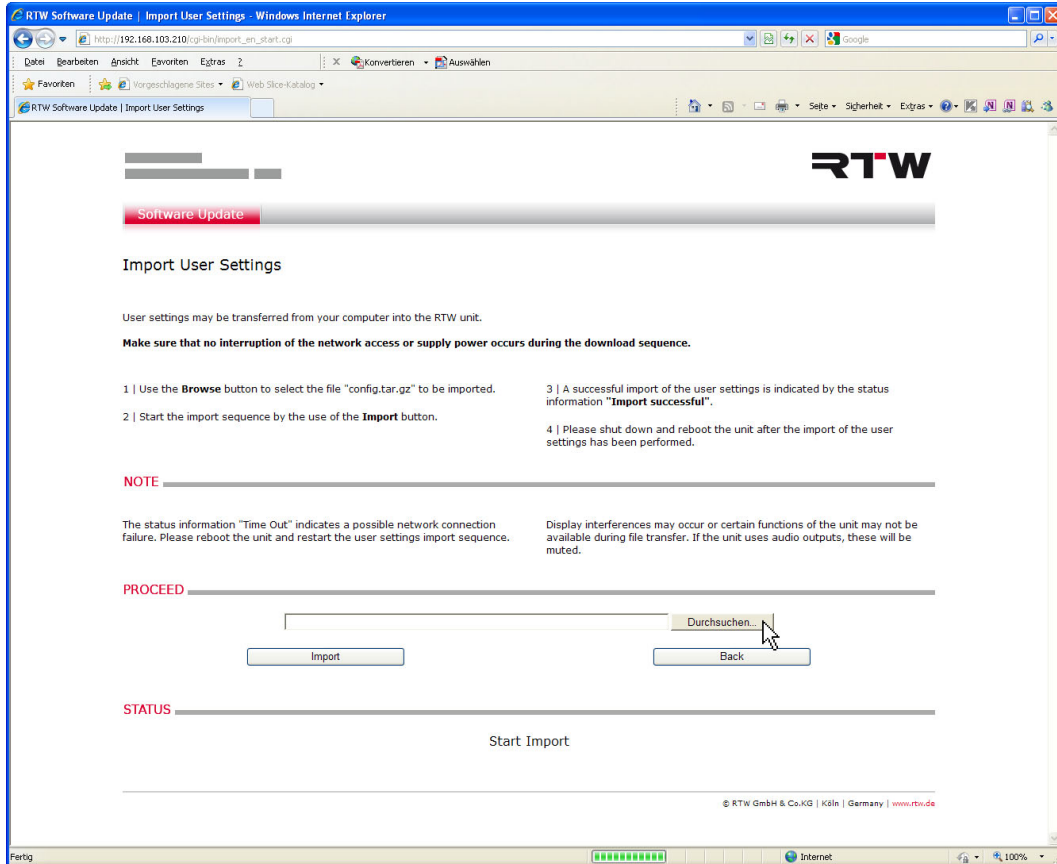 RTW Software Update | Import User Settings - Windows Internet Explorer
http://192.168.103.210/cgi-bin/import_en_start.cgi
Google
Datei Bearbeiten Ansicht Favoriten Extras ? X Konvertieren Auswählen
Favoriten Vorgeschlagene Sites Web Slice-Katalog
RTW Software Update | Import User Settings
Seite Sicherheit Extras
RTW
Software Update
Import User Settings
User settings may be transferred from your computer into the RTW unit.
Make sure that no interruption of the network access or supply power occurs during the download sequence.
1 | Use the Browse button to select the file "config.tar.gz" to be imported.
2 | Start the import sequence by the use of the Import button.
3 | A successful import of the user settings is indicated by the status
information "Import successful".
4 | Please shut down and reboot the unit after the import of the user
settings has been performed.
NOTE
The status information "Time Out" indicates a possible network connection
failure. Please reboot the unit and restart the user settings import sequence.
Display interferences may occur or certain functions of the unit may not be
available during file transfer. If the unit uses audio outputs, these will be
muted.
PROCEED
Durchsuchen...
Import Back
STATUS
Start Import
© RTW GmbH & Co.KG | Köln | Germany | www.rtw.de
Fertig Internet 100%